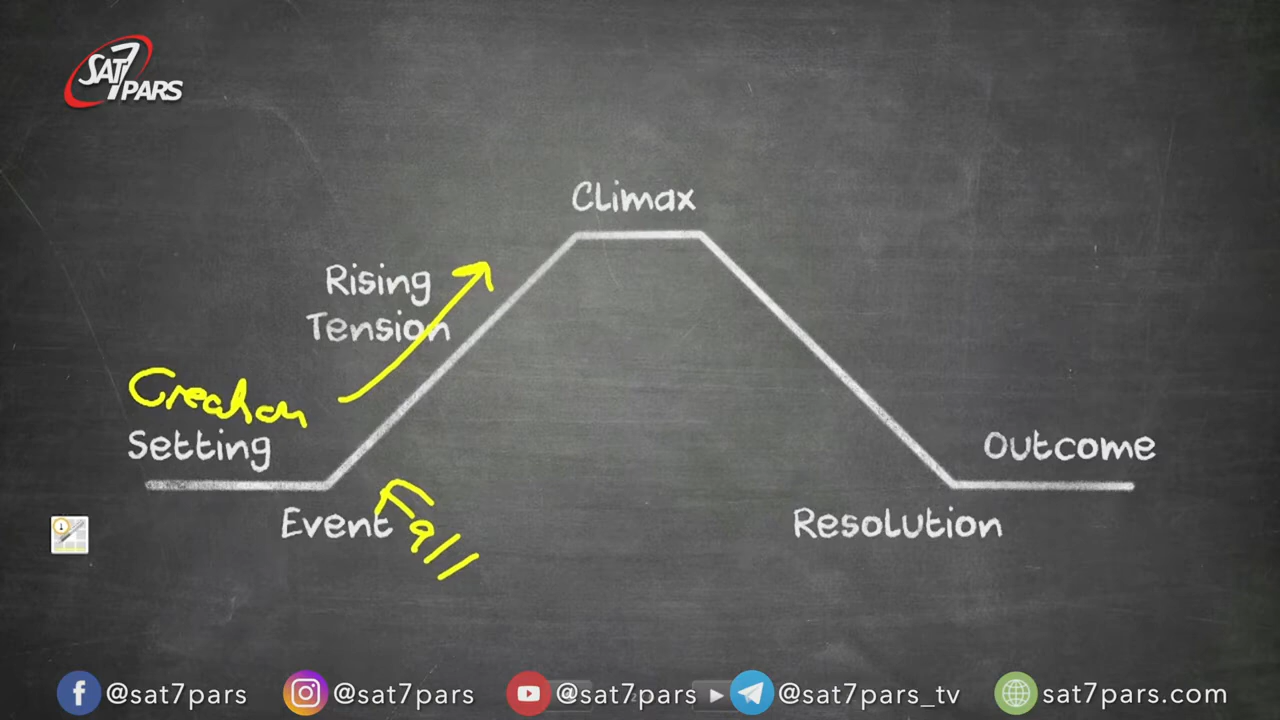 SAT7
PARS
Climax
Rising
Tension
Creation
Setting
Outcome
Event
Fall
Resolution
@sat7pars
@sat7pars
@sat7pars
@sat7pars_tv
sat7pars.com